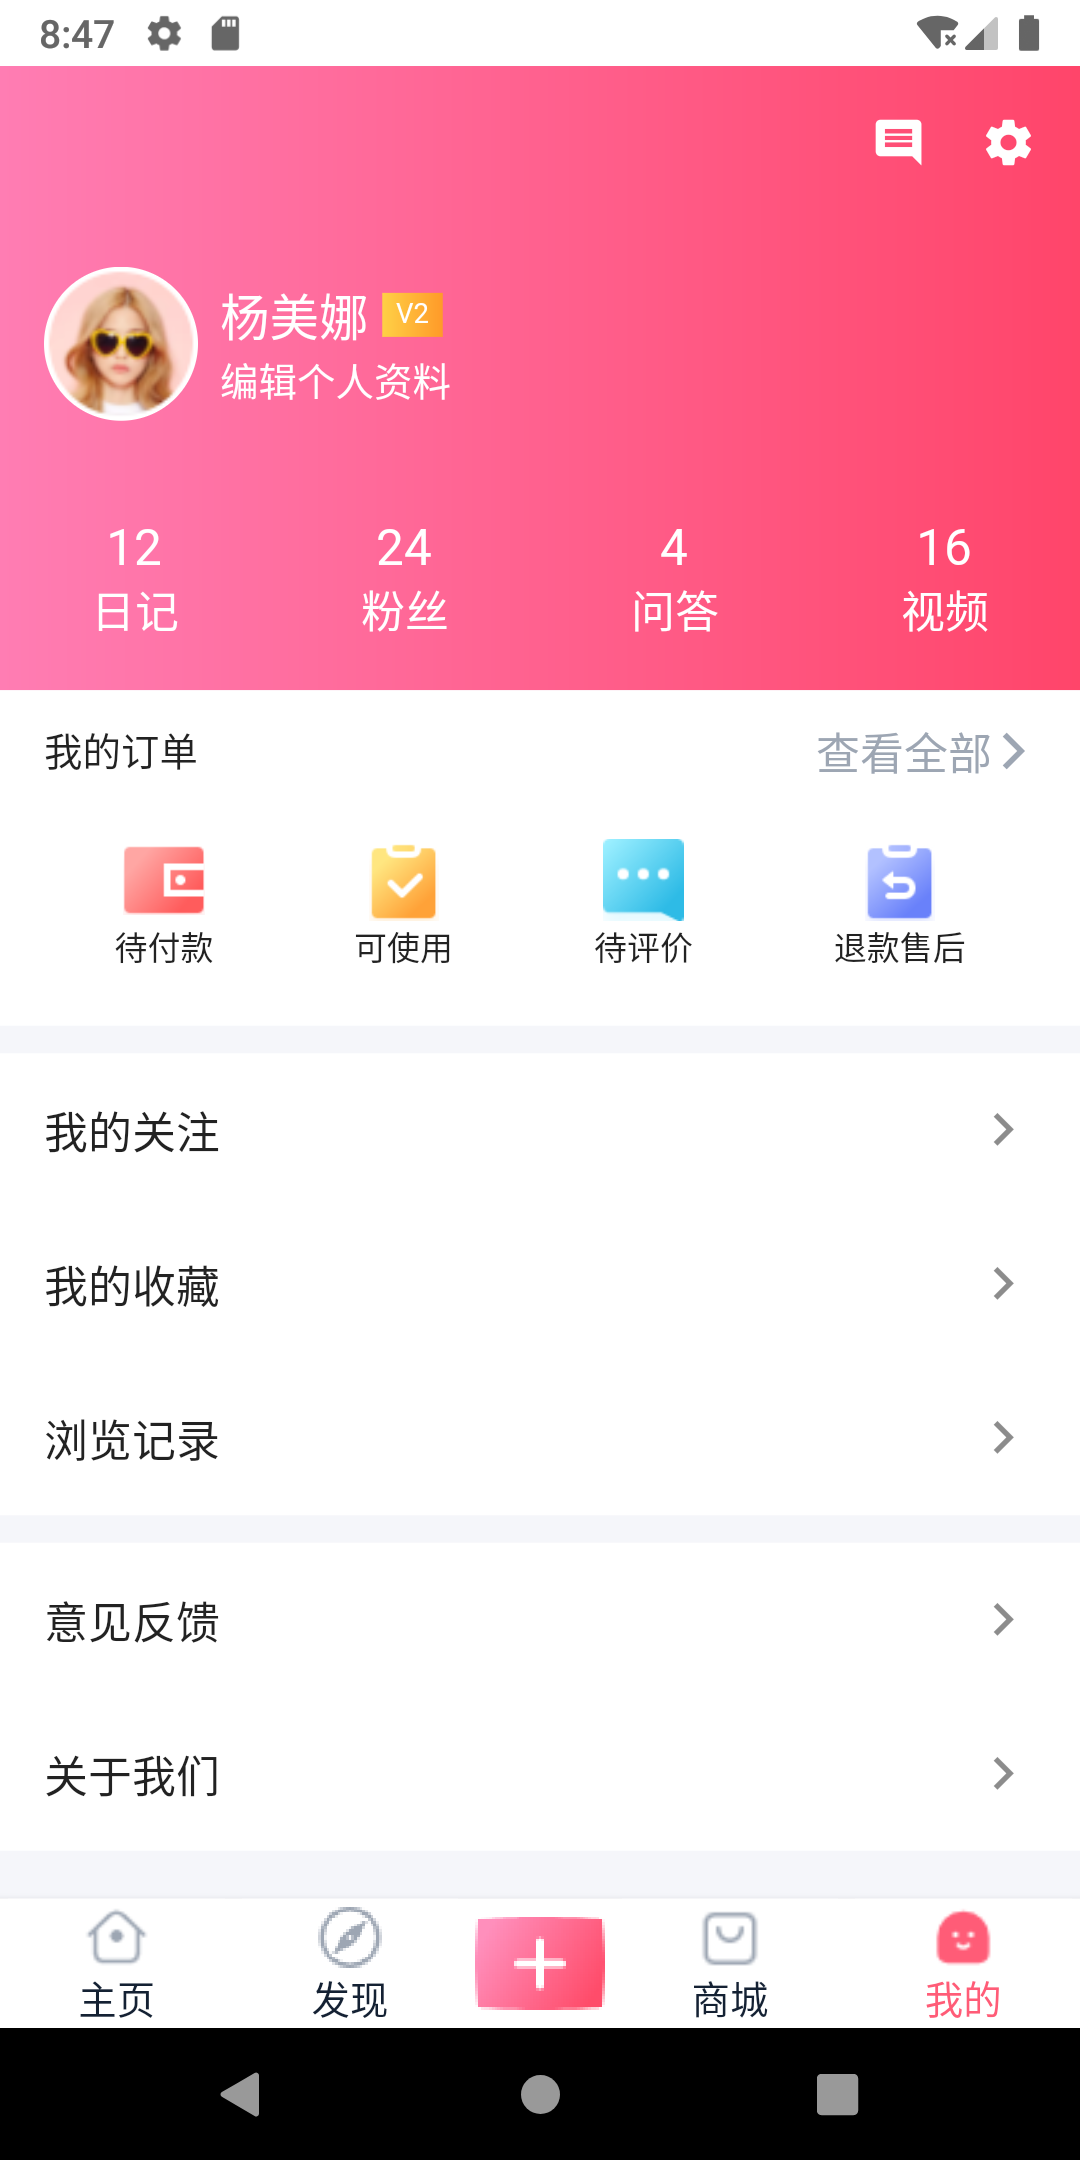 8:47
杨美娜 V2
编辑个人资料
12 24 4 16
日记 粉丝 问答 视频
我的订单 查看全部
待付款 可使用 待评价 退款售后
我的关注
我的收藏
浏览记录
意见反馈
关于我们
主页 发现 商城 我的